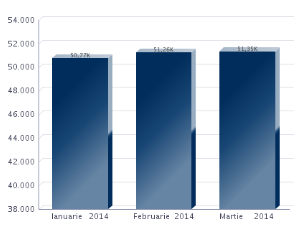 54.000
52.000
50.000
48.000
46.000
44.000
42.000
40.000
38.000
50,77K
51,26K
51,35K
Ianuarie 2014
Februarie 2014
Martie 2014